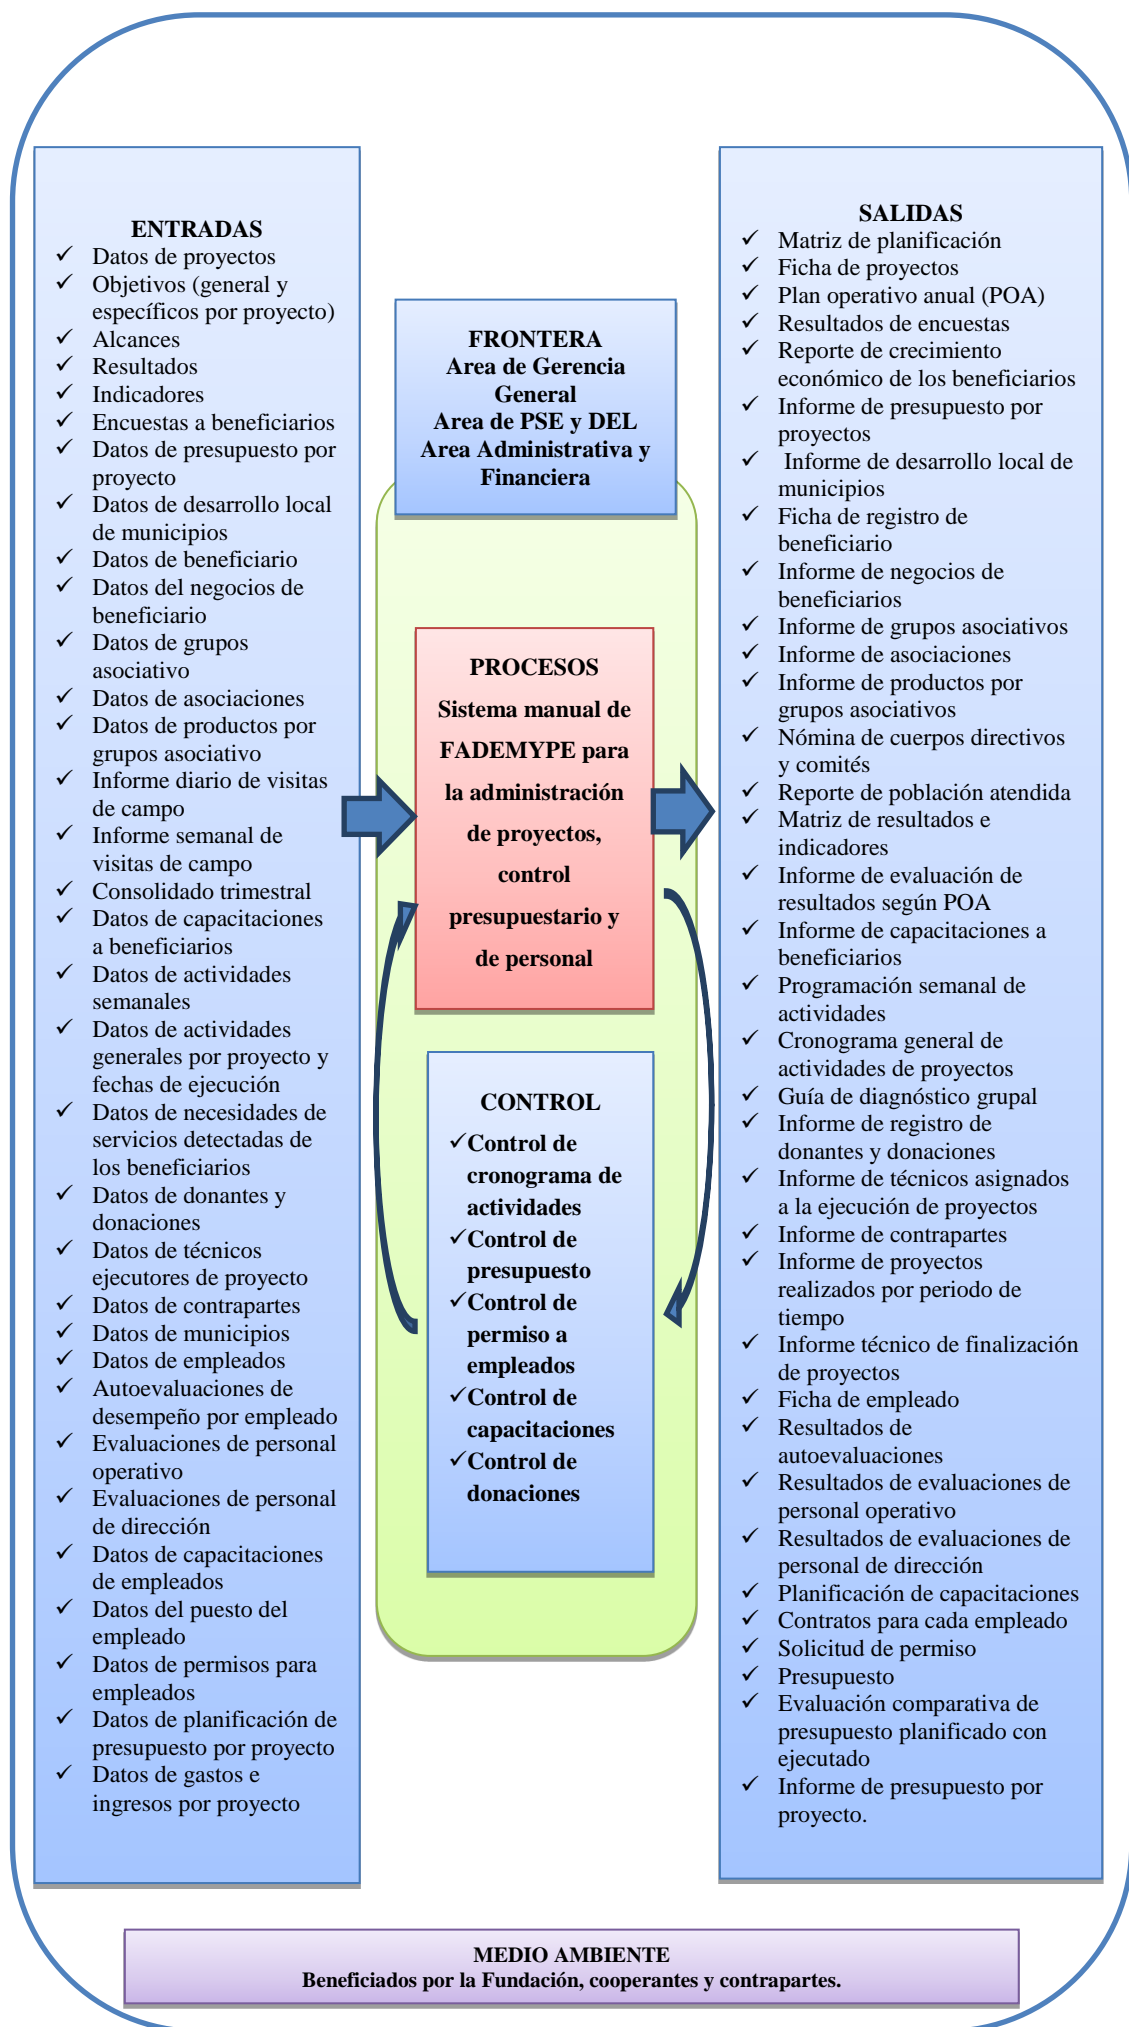 ENTRADAS
✓ Datos de proyectos
✓ Objetivos (general y
específicos por proyecto)
✓ Alcances
✓ Resultados
✓ Indicadores
✓ Encuestas a beneficiarios
✓ Datos de presupuesto por
proyecto
✓ Datos de desarrollo local
de municipios
✓ Datos de beneficiario
✓ Datos del negocios de
beneficiario
✓ Datos de grupos
asociativo
✓ Datos de asociaciones
✓ Datos de productos por
grupos asociativo
✓ Informe diario de visitas
de campo
✓ Informe semanal de
visitas de campo
✓ Consolidado trimestral
✓ Datos de capacitaciones
a beneficiarios
✓ Datos de actividades
semanales
✓ Datos de actividades
generales por proyecto y
fechas de ejecución
✓ Datos de necesidades de
servicios detectadas de
los beneficiarios
✓ Datos de donantes y
donaciones
✓ Datos de técnicos
ejecutores de proyecto
✓ Datos de contrapartes
✓ Datos de municipios
✓ Datos de empleados
✓ Autoevaluaciones de
desempeño por empleado
✓ Evaluaciones de personal
operativo
✓ Evaluaciones de personal
de dirección
✓ Datos de capacitaciones
de empleados
✓ Datos del puesto del
empleado
✓ Datos de permisos para
empleados
✓ Datos de planificación de
presupuesto por proyecto
✓ Datos de gastos e
ingresos por proyecto
FRONTERA
Area de Gerencia
General
Area de PSE y DEL
Area Administrativa y
Financiera
PROCESOS
Sistema manual de
FADEMYPE para
la administración
de proyectos,
control
presupuestario y
de personal
CONTROL
✓Control de
cronograma de
actividades
✓Control de
presupuesto
✓Control de
permiso a
empleados
✓Control de
capacitaciones
✓Control de
donaciones
SALIDAS
✓ Matriz de planificación
✓ Ficha de proyectos
✓ Plan operativo anual (POA)
✓ Resultados de encuestas
✓ Reporte de crecimiento
económico de los beneficiarios
✓ Informe de presupuesto por
proyectos
✓ Informe de desarrollo local de
municipios
✓ Ficha de registro de
beneficiario
✓ Informe de negocios de
beneficiarios
✓ Informe de grupos asociativos
✓ Informe de asociaciones
✓ Informe de productos por
grupos asociativos
✓ Nómina de cuerpos directivos
y comités
✓ Reporte de población atendida
✓ Matriz de resultados e
indicadores
✓ Informe de evaluación de
resultados según POA
✓ Informe de capacitaciones a
beneficiarios
✓ Programación semanal de
actividades
✓ Cronograma general de
actividades de proyectos
✓ Guía de diagnóstico grupal
✓ Informe de registro de
donantes y donaciones
✓ Informe de técnicos asignados
a la ejecución de proyectos
✓ Informe de contrapartes
✓ Informe de proyectos
realizados por periodo de
tiempo
✓ Informe técnico de finalización
de proyectos
✓ Ficha de empleado
✓ Resultados de
autoevaluaciones
✓ Resultados de evaluaciones de
personal operativo
✓ Resultados de evaluaciones de
personal de dirección
✓ Planificación de capacitaciones
✓ Contratos para cada empleado
✓ Solicitud de permiso
✓ Presupuesto
✓ Evaluación comparativa de
presupuesto planificado con
ejecutado
✓ Informe de presupuesto por
proyecto.
MEDIO AMBIENTE
Beneficiados por la Fundación, cooperantes y contrapartes.